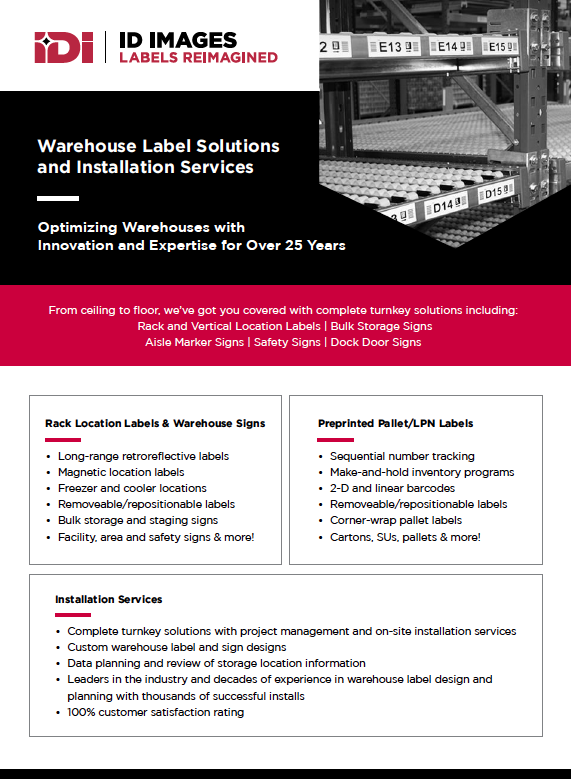 iDi
ID IMAGES
LABELS REIMAGINED
2
E13
E14
E15
D14
D15
Warehouse Label Solutions
and Installation Services
Optimizing Warehouses with
Innovation and Expertise for Over 25 Years
From ceiling to floor, we've got you covered with complete turnkey solutions including:
Rack and Vertical Location Labels | Bulk Storage Signs
Aisle Marker Signs | Safety Signs | Dock Door Signs
Rack Location Labels & Warehouse Signs
• Long-range retroreflective labels
• Magnetic location labels
• Freezer and cooler locations
• Removeable/repositionable labels
• Bulk storage and staging signs
• Facility, area and safety signs & more!
Preprinted Pallet/LPN Labels
• Sequential number tracking
• Make-and-hold inventory programs
• 2-D and linear barcodes
• Removeable/repositionable labels
• Corner-wrap pallet labels
• Cartons, SUs, pallets & more!
Installation Services
• Complete turnkey solutions with project management and on-site installation services
• Custom warehouse label and sign designs
• Data planning and review of storage location information
• Leaders in the industry and decades of experience in warehouse label design and
planning with thousands of successful installs
• 100% customer satisfaction rating